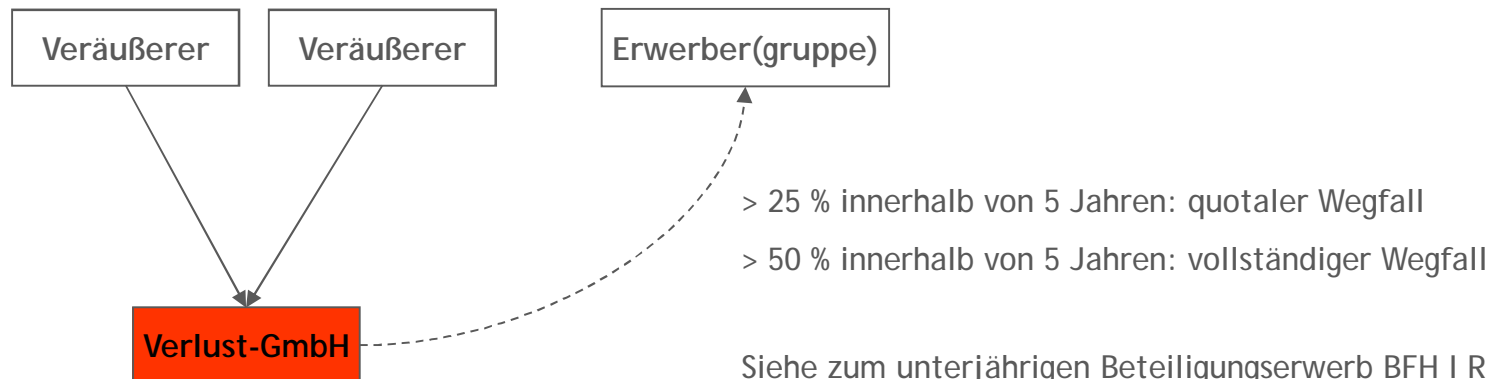 Veräußerer Veräußerer Erwerber(gruppe)
> 25 % innerhalb von 5 Jahren: quotaler Wegfall
> 50 % innerhalb von 5 Jahren: vollständiger Wegfall
Verlust-GmbH
Siehe zum unterjährigen Beteiligungserwerb BFH I R